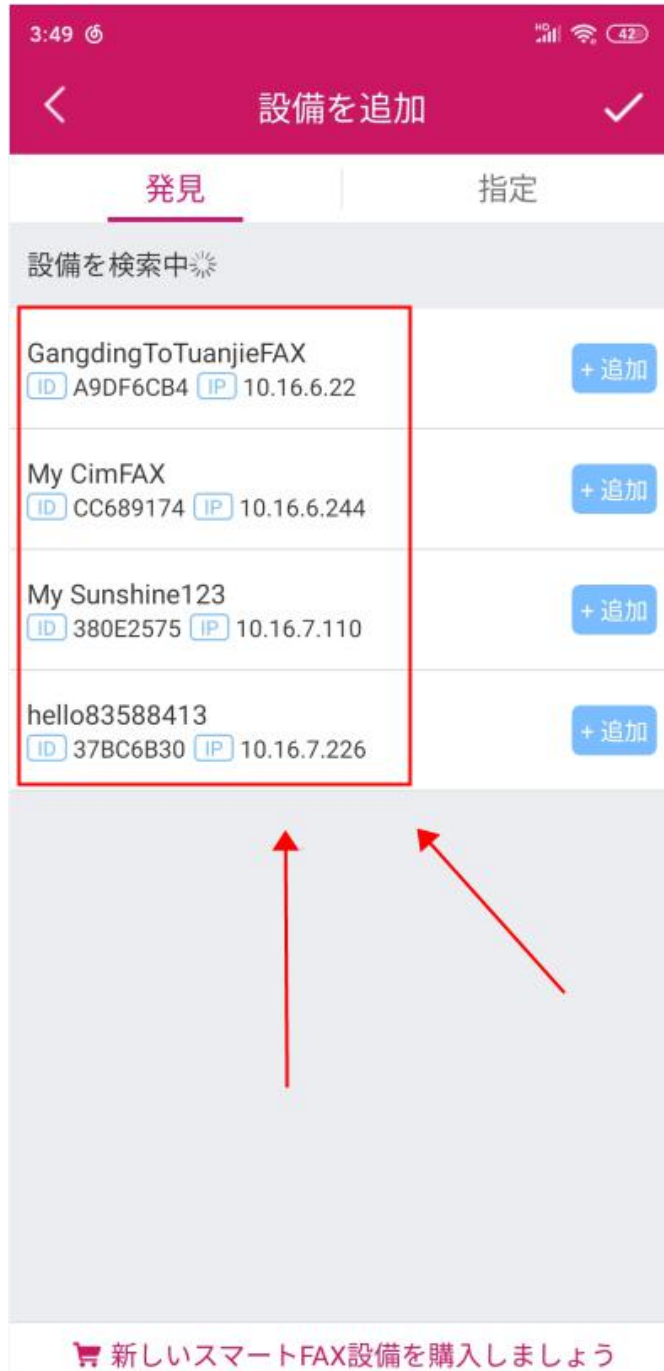 3:49 HD 42
設備を追加
発見 指定
設備を検索中
GangdingToTuanjieFAX
ID A9DF6CB4 IP 10.16.6.22
+ 追加
My CimFAX
ID CC689174 IP 10.16.6.244
+ 追加
My Sunshine123
ID 380E2575 IP 10.16.7.110
+ 追加
hello83588413
ID 37BC6B30 IP 10.16.7.226
+ 追加
新しいスマートFAX設備を購入しましょう